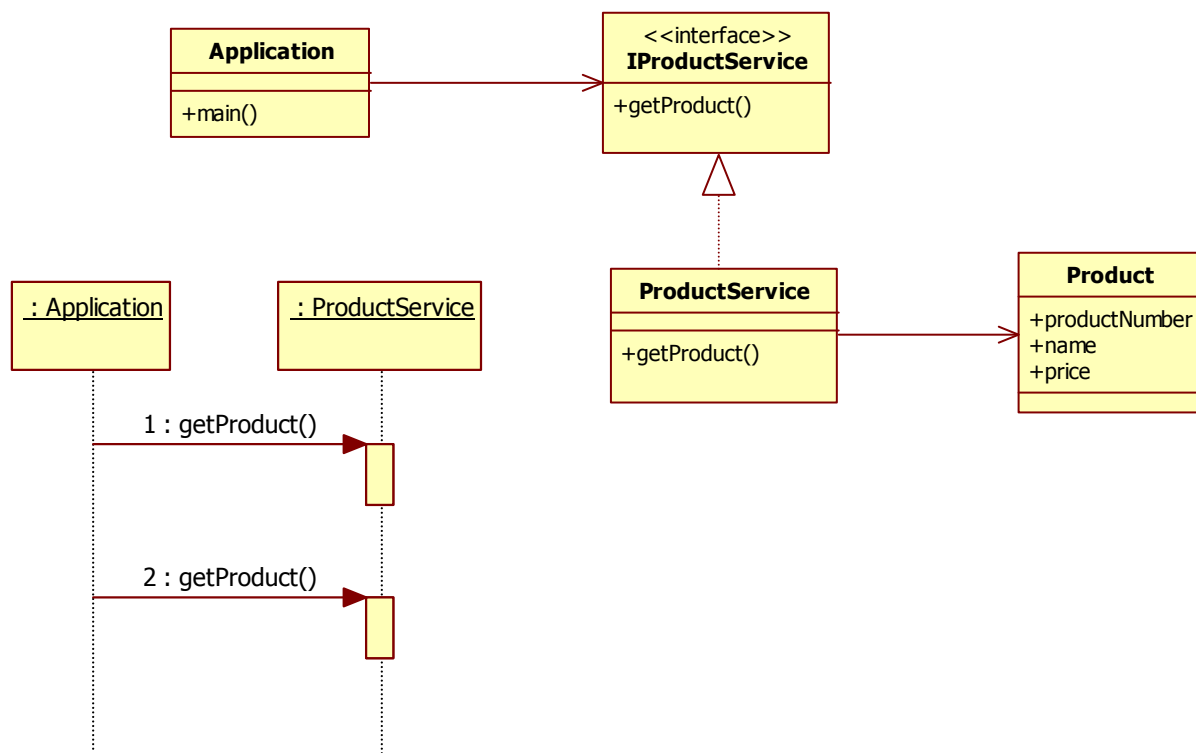 Application
+main()
<<interface>>
IProductService
+getProduct()
ProductService
+getProduct()
Product
+productNumber
+name
+price
: Application
: ProductService
1 : getProduct()
2 : getProduct()